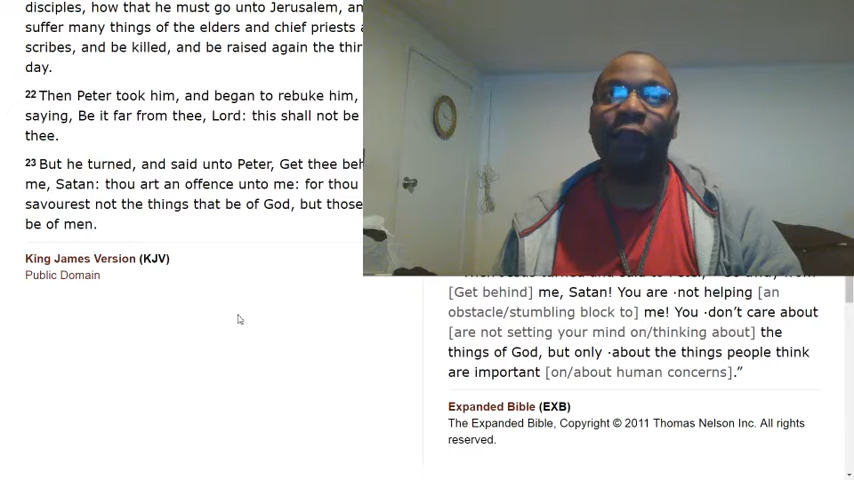 disciples, how that he must go unto Jerusalem, an
suffer many things of the elders and chief priests a
scribes, and be killed, and be raised again the thir
day.
22 Then Peter took him, and began to rebuke him,
saying, Be it far from thee, Lord: this shall not be
thee.
23 But he turned, and said unto Peter, Get thee beh
me, Satan: thou art an offence unto me: for thou
savourest not the things that be of God, but those
be of men.
King James Version (KJV)
Public Domain
[Get behind] me, Satan! You are ·not helping [an
obstacle/stumbling block to] me! You ·don’t care about
[are not setting your mind on/thinking about] the
things of God, but only ·about the things people think
are important [on/about human concerns].”
Expanded Bible (EXB)
The Expanded Bible, Copyright © 2011 Thomas Nelson Inc. All rights
reserved.